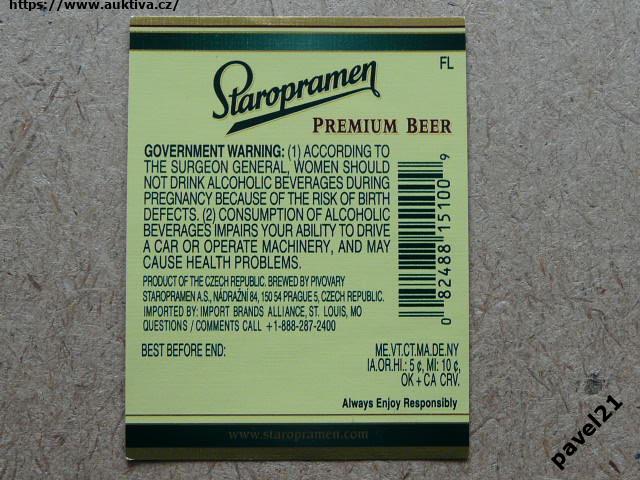 https://www.auktiva.cz/
FL
Staropramen
PREMIUM BEER
GOVERNMENT WARNING: (1) ACCORDING TO
THE SURGEON GENERAL, WOMEN SHOULD
NOT DRINK ALCOHOLIC BEVERAGES DURING
PREGNANCY BECAUSE OF THE RISK OF BIRTH
DEFECTS. (2) CONSUMPTION OF ALCOHOLIC
BEVERAGES IMPAIRS YOUR ABILITY TO DRIVE
A CAR OR OPERATE MACHINERY, AND MAY
CAUSE HEALTH PROBLEMS.
PRODUCT OF THE CZECH REPUBLIC. BREWED BY PIVOVARY
STAROPRAMEN A.S., NÁDRAŽNÍ 84, 150 54 PRAGUE 5, CZECH REPUBLIC.
IMPORTED BY: IMPORT BRANDS ALLIANCE, ST. LOUIS, MO
QUESTIONS / COMMENTS CALL +1-888-287-2400
0 82488 15100 9
BEST BEFORE END:
ME.VT.CT.MA.DE.NY
IA.OR.HI.: 5 ¢, MI: 10 ¢,
OK + CA CRV.
Always Enjoy Responsibly
www.staropramen.com
pavel21